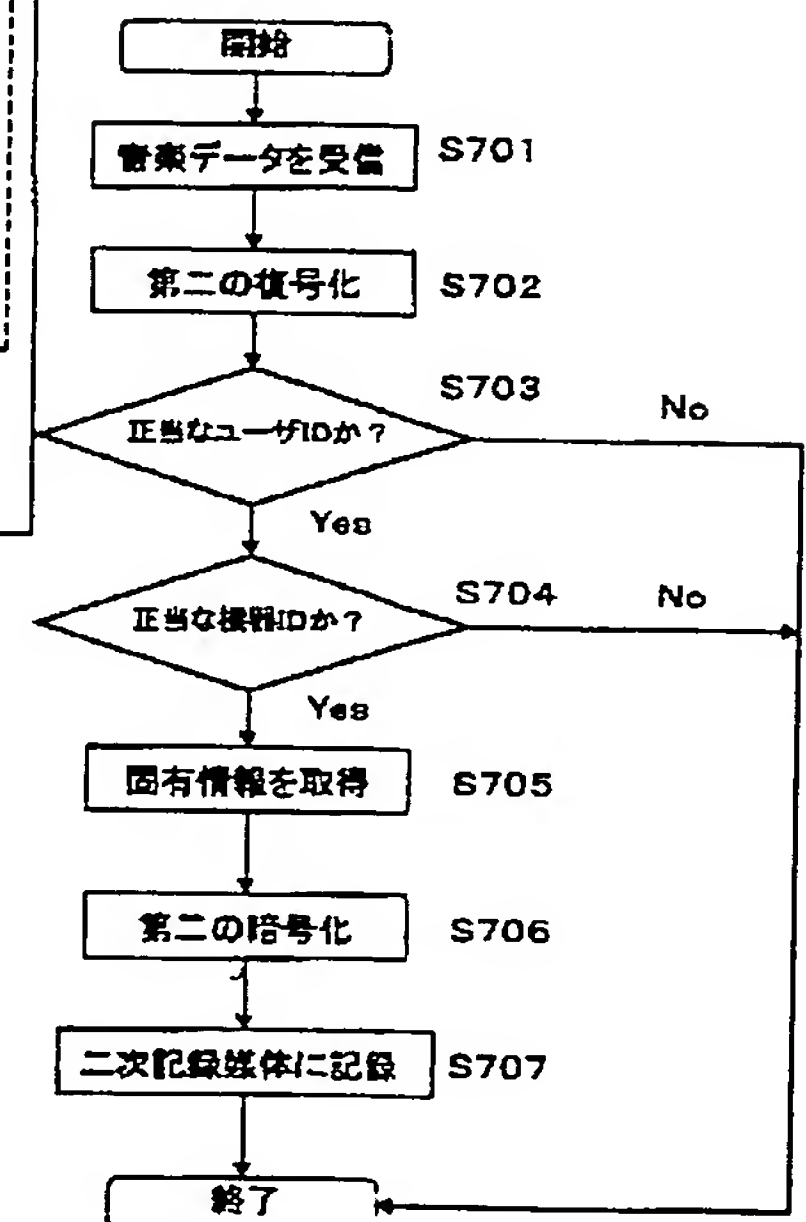 開始
音楽データを受信
S701
第二の復号化
S702
S703
正当なユーザIDか？
No
Yes
S704
正当な機器IDか？
No
Yes
固有情報を取得
S705
第二の暗号化
S706
二次記録媒体に記録
S707
終了